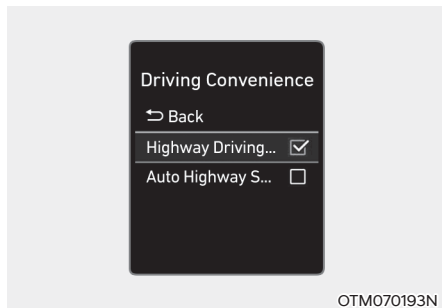 Driving Convenience
Back
Highway Driving...
Auto Highway S...
OTM070193N